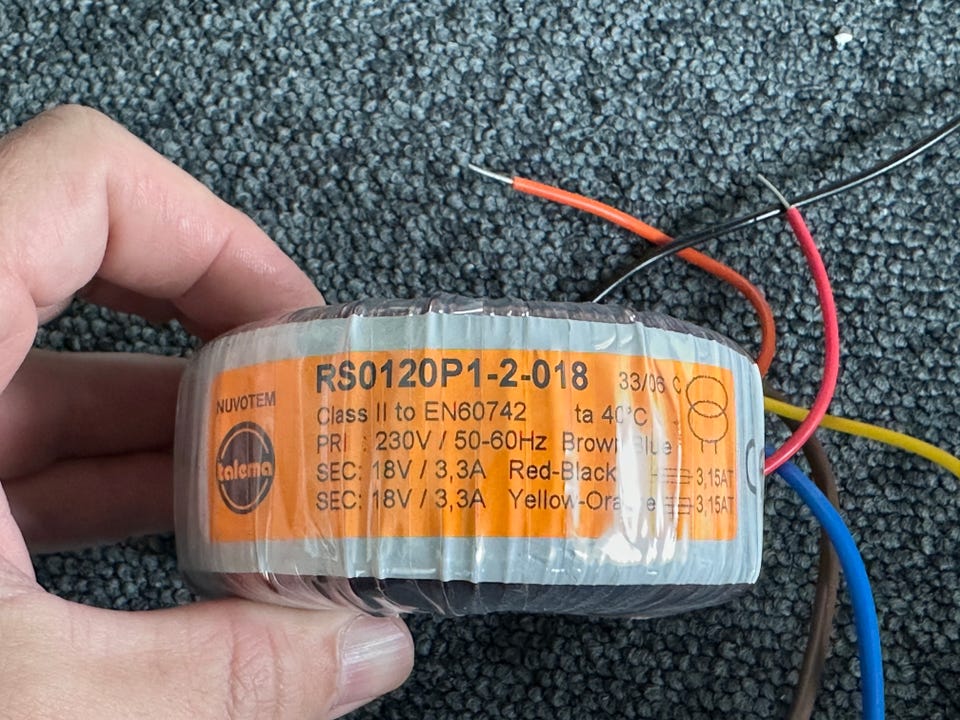 RS0120P1-2-018 33/06 C
NUVOTEM
talema
Class II to EN60742 ta 40°C
PRI : 230V / 50-60Hz Brown Blue
SEC: 18V / 3,3A Red-Black 3,15AT
SEC: 18V / 3,3A Yellow-Orange 3,15AT